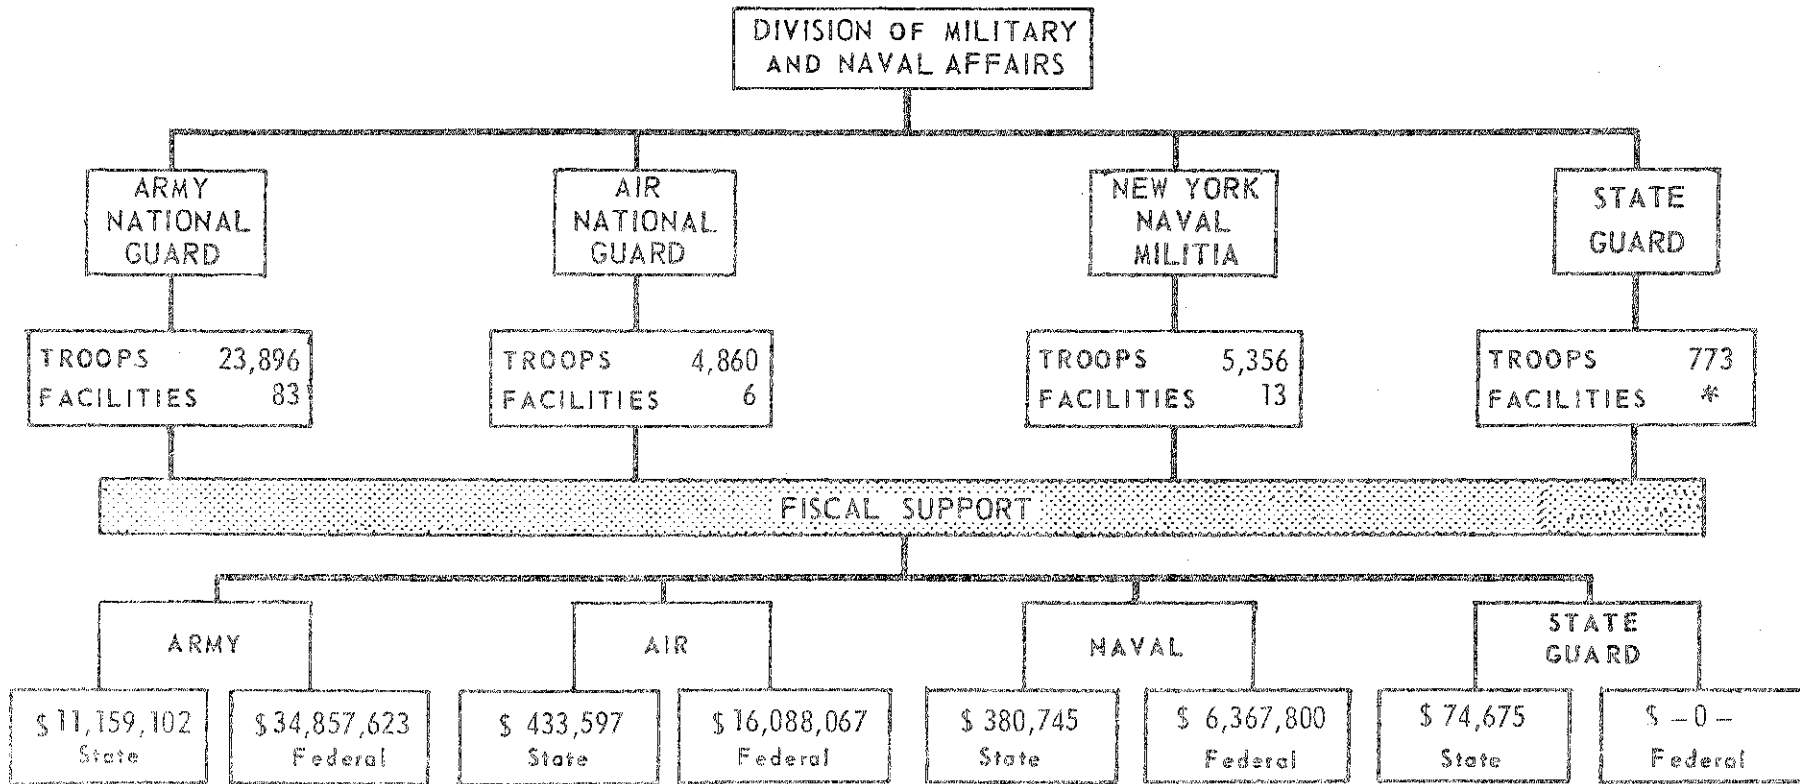 DIVISION OF MILITARY
AND NAVAL AFFAIRS
ARMY
NATIONAL
GUARD
AIR
NATIONAL
GUARD
NEW YORK
NAVAL
MILITIA
STATE
GUARD
TROOPS 23,896
FACILITIES 83
TROOPS 4,860
FACILITIES 6
TROOPS 5,356
FACILITIES 13
TROOPS 773
FACILITIES *
FISCAL SUPPORT
ARMY
AIR
NAVAL
STATE
GUARD
$ 11,159,102
State
$ 34,857,623
Federal
$ 433,597
State
$ 16,088,067
Federal
$ 380,745
State
$ 6,367,800
Federal
$ 74,675
State
$ –0–
Federal